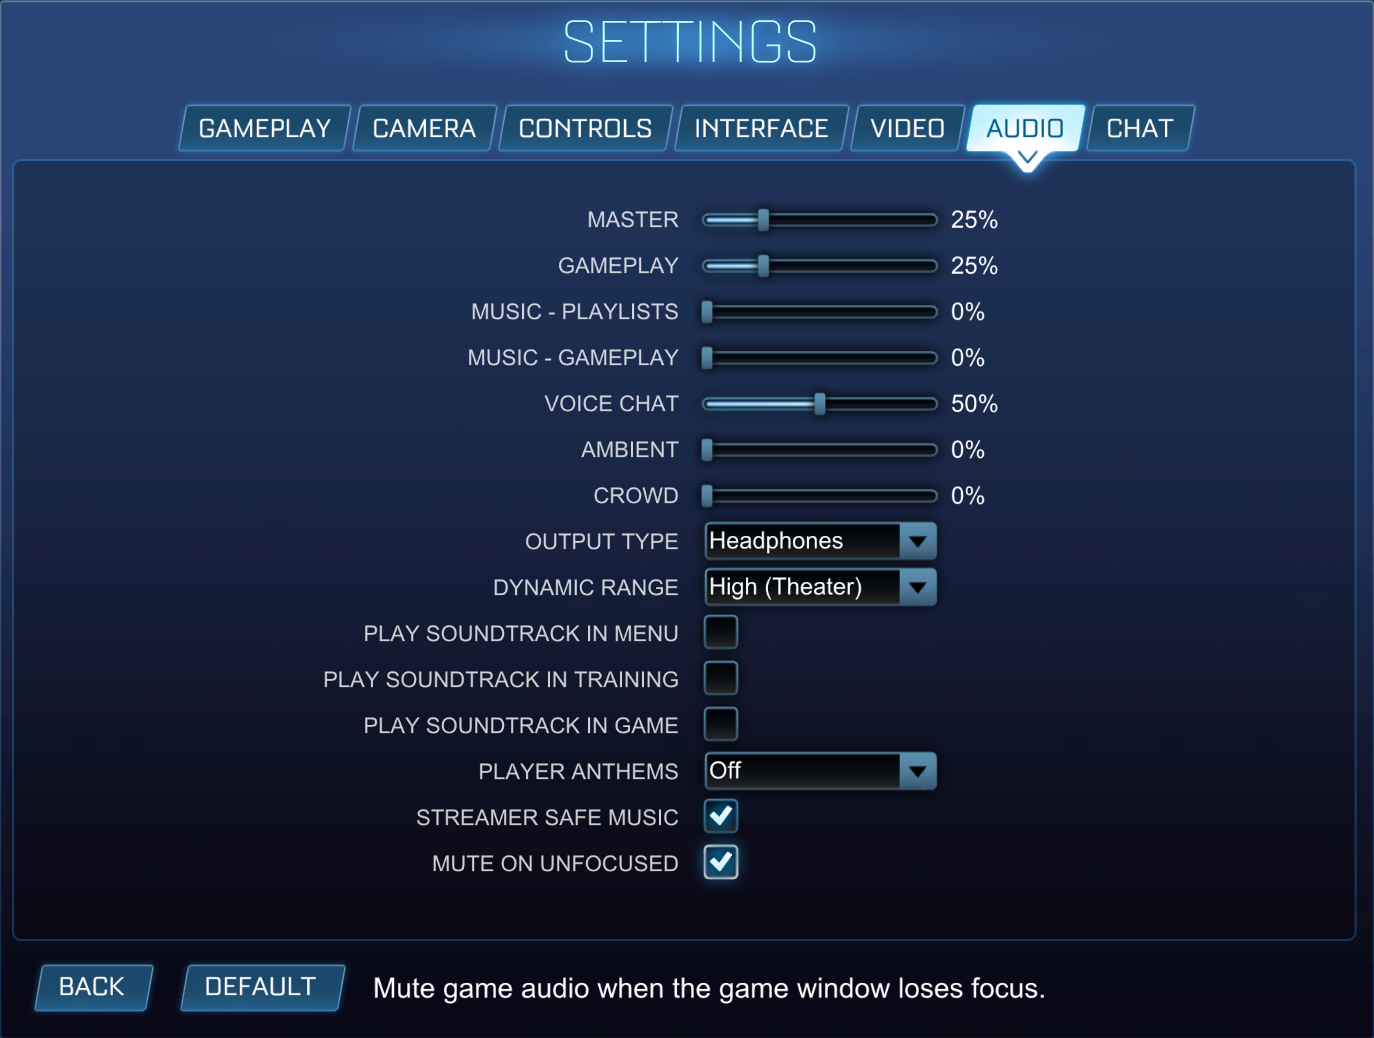 SETTINGS
GAMEPLAY CAMERA CONTROLS INTERFACE VIDEO AUDIO CHAT
MASTER 25%
GAMEPLAY 25%
MUSIC - PLAYLISTS 0%
MUSIC - GAMEPLAY 0%
VOICE CHAT 50%
AMBIENT 0%
CROWD 0%
OUTPUT TYPE Headphones
DYNAMIC RANGE High (Theater)
PLAY SOUNDTRACK IN MENU
PLAY SOUNDTRACK IN TRAINING
PLAY SOUNDTRACK IN GAME
PLAYER ANTHEMS Off
STREAMER SAFE MUSIC
MUTE ON UNFOCUSED
BACK DEFAULT Mute game audio when the game window loses focus.